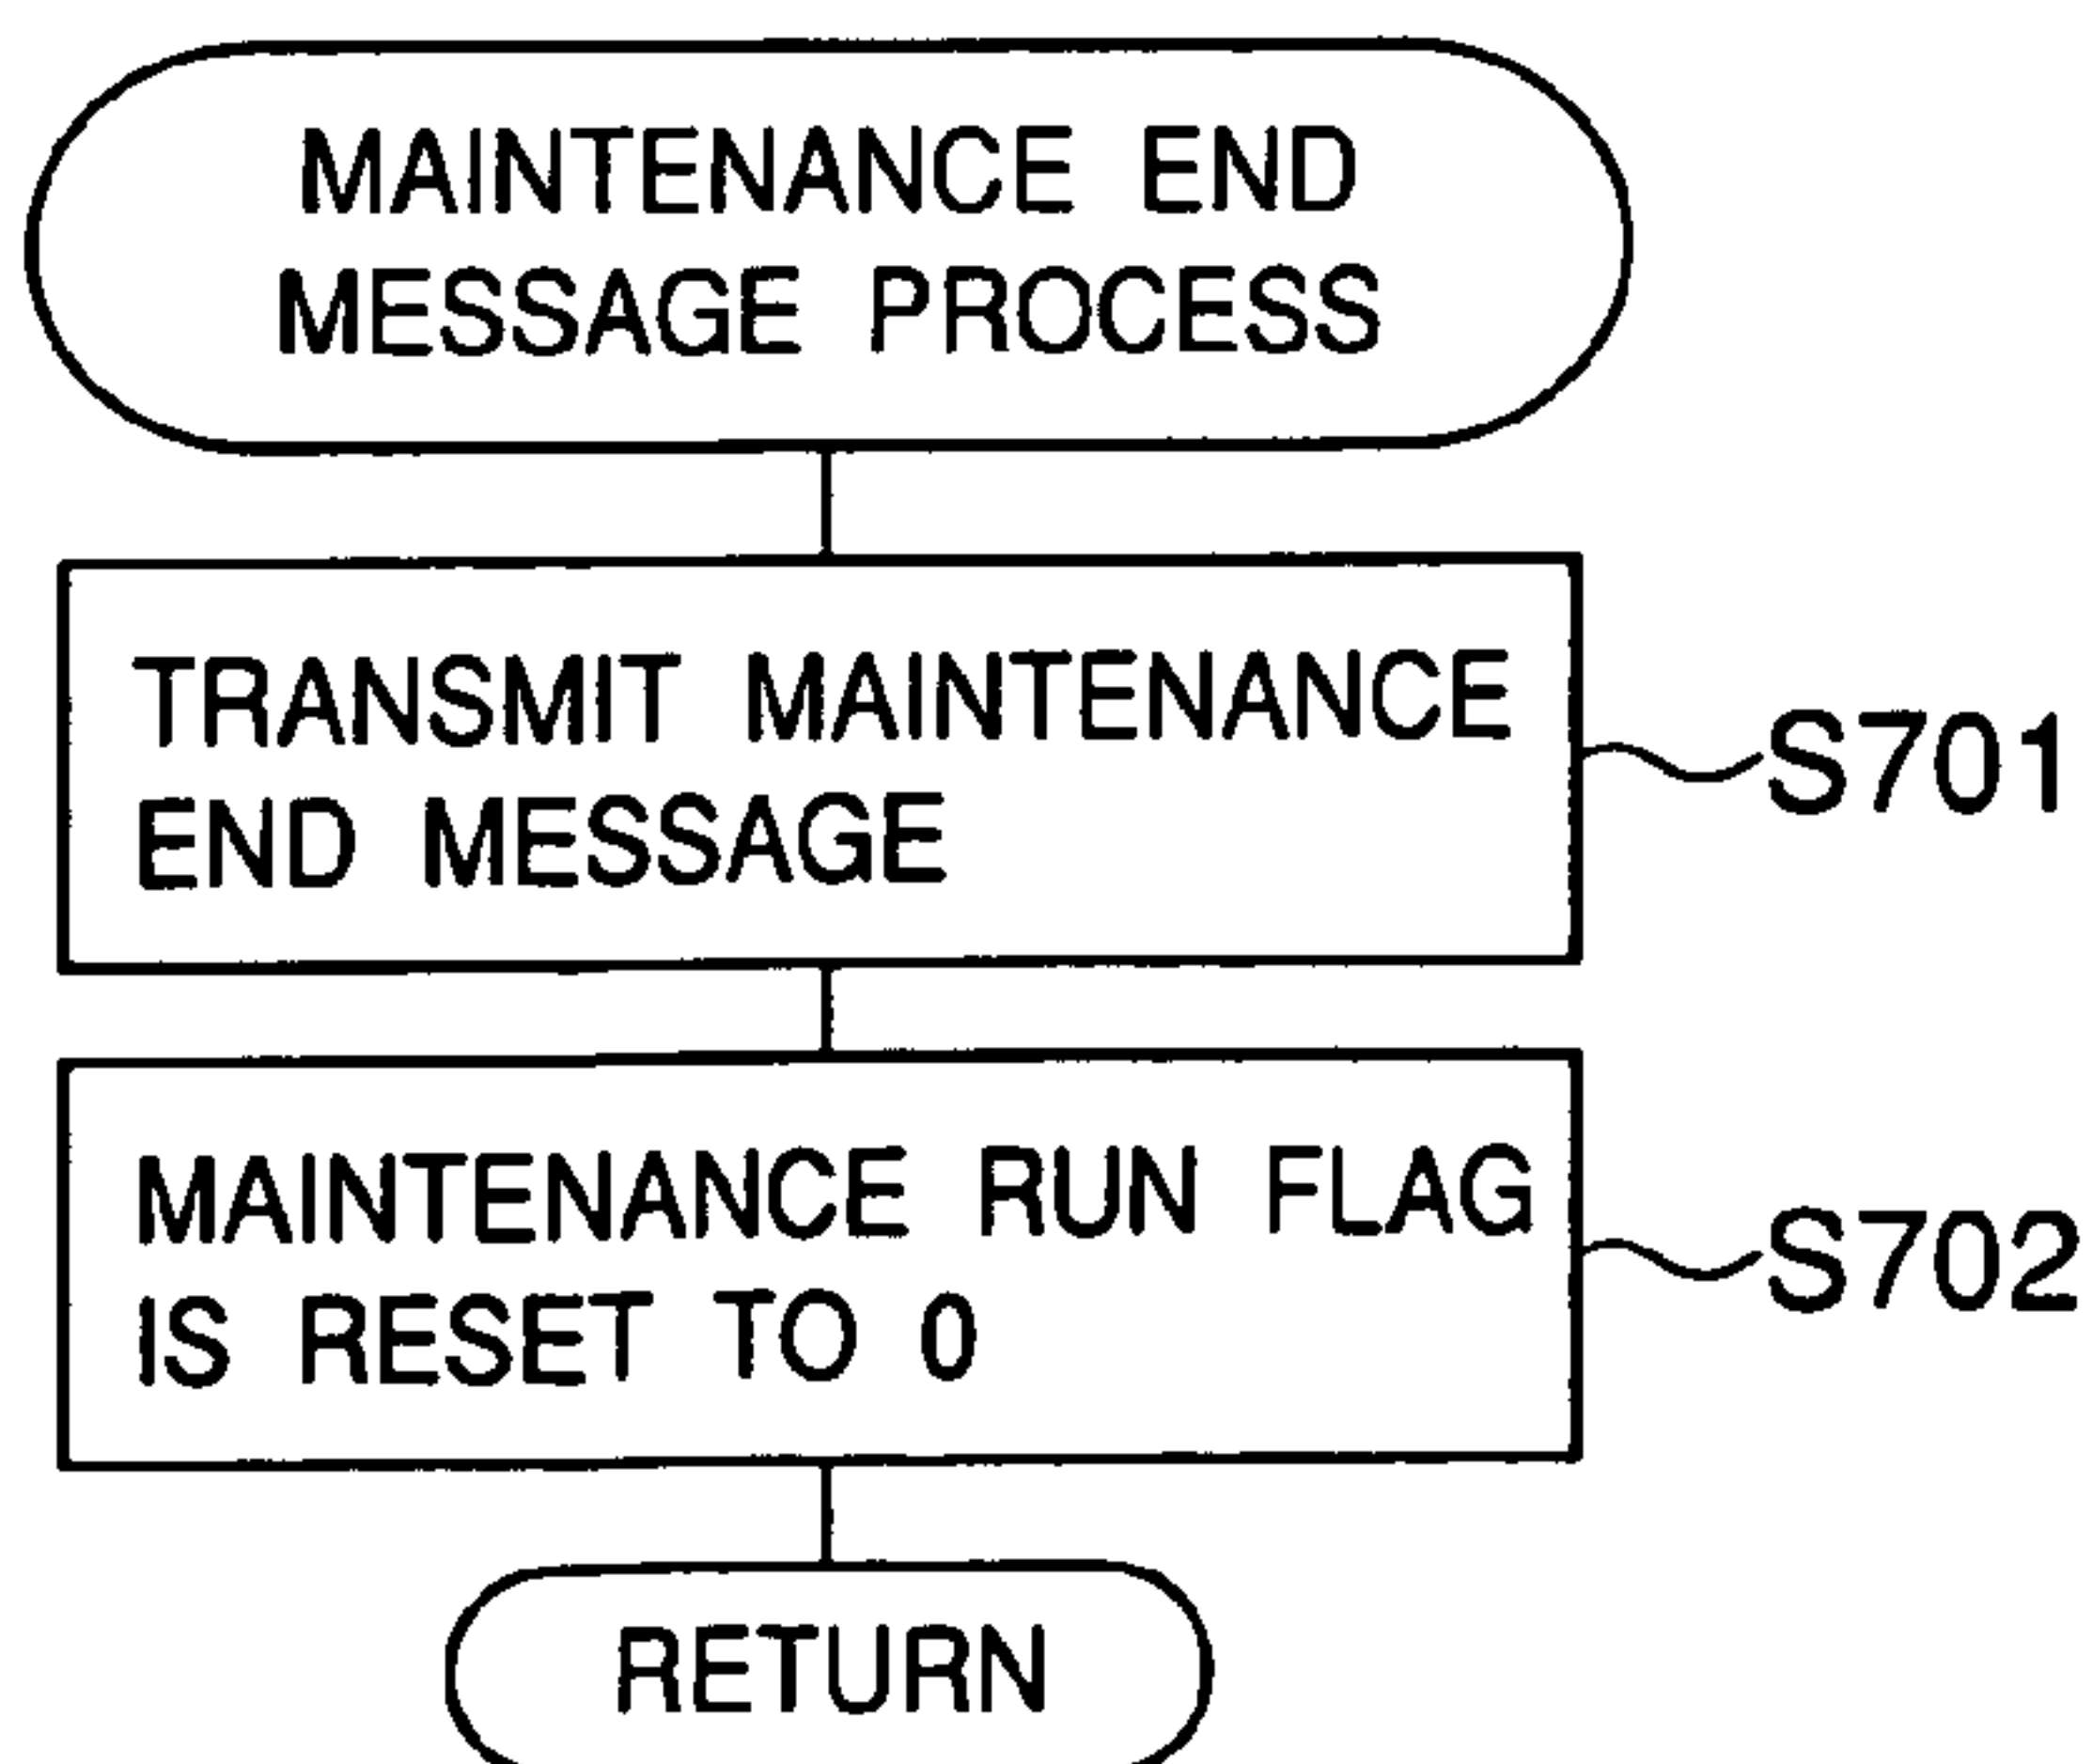 MAINTENANCE END
MESSAGE PROCESS
TRANSMIT MAINTENANCE
END MESSAGE
S701
MAINTENANCE RUN FLAG
IS RESET TO 0
S702
RETURN